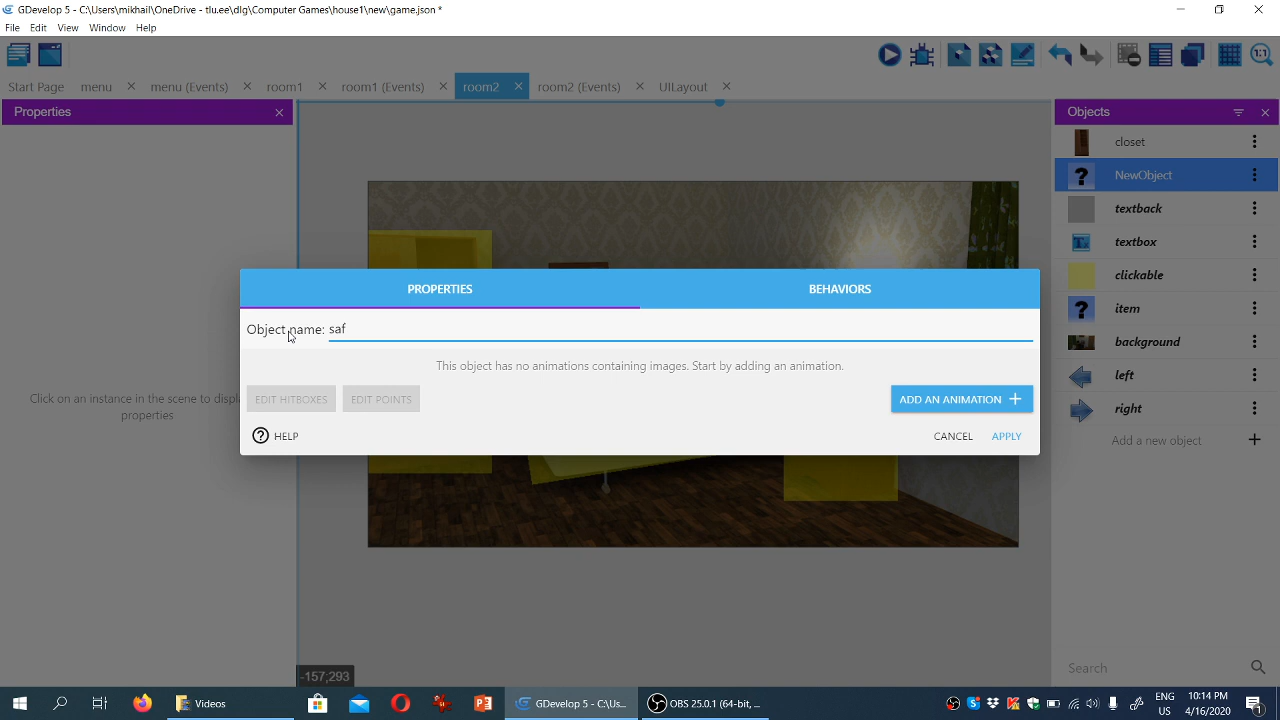 GDevelop 5 - C:\Users\mikhail\OneDrive - tlu.ee\dlg\Computer Games\house1\new\game.json *
File Edit View Window Help
Start Page menu menu (Events) room1 room1 (Events) room2 room2 (Events) UILayout
Properties
Objects
closet
NewObject
textback
textbox
clickable
item
background
left
right
Add a new object
Search
Click on an instance in the scene to displ
properties
PROPERTIES BEHAVIORS
Object name: saf
This object has no animations containing images. Start by adding an animation.
EDIT HITBOXES EDIT POINTS ADD AN ANIMATION
HELP CANCEL APPLY
-157;293
Videos
GDevelop 5 - C:\Us...
OBS 25.0.1 (64-bit, ...
ENG
US
10:14 PM
4/16/2020